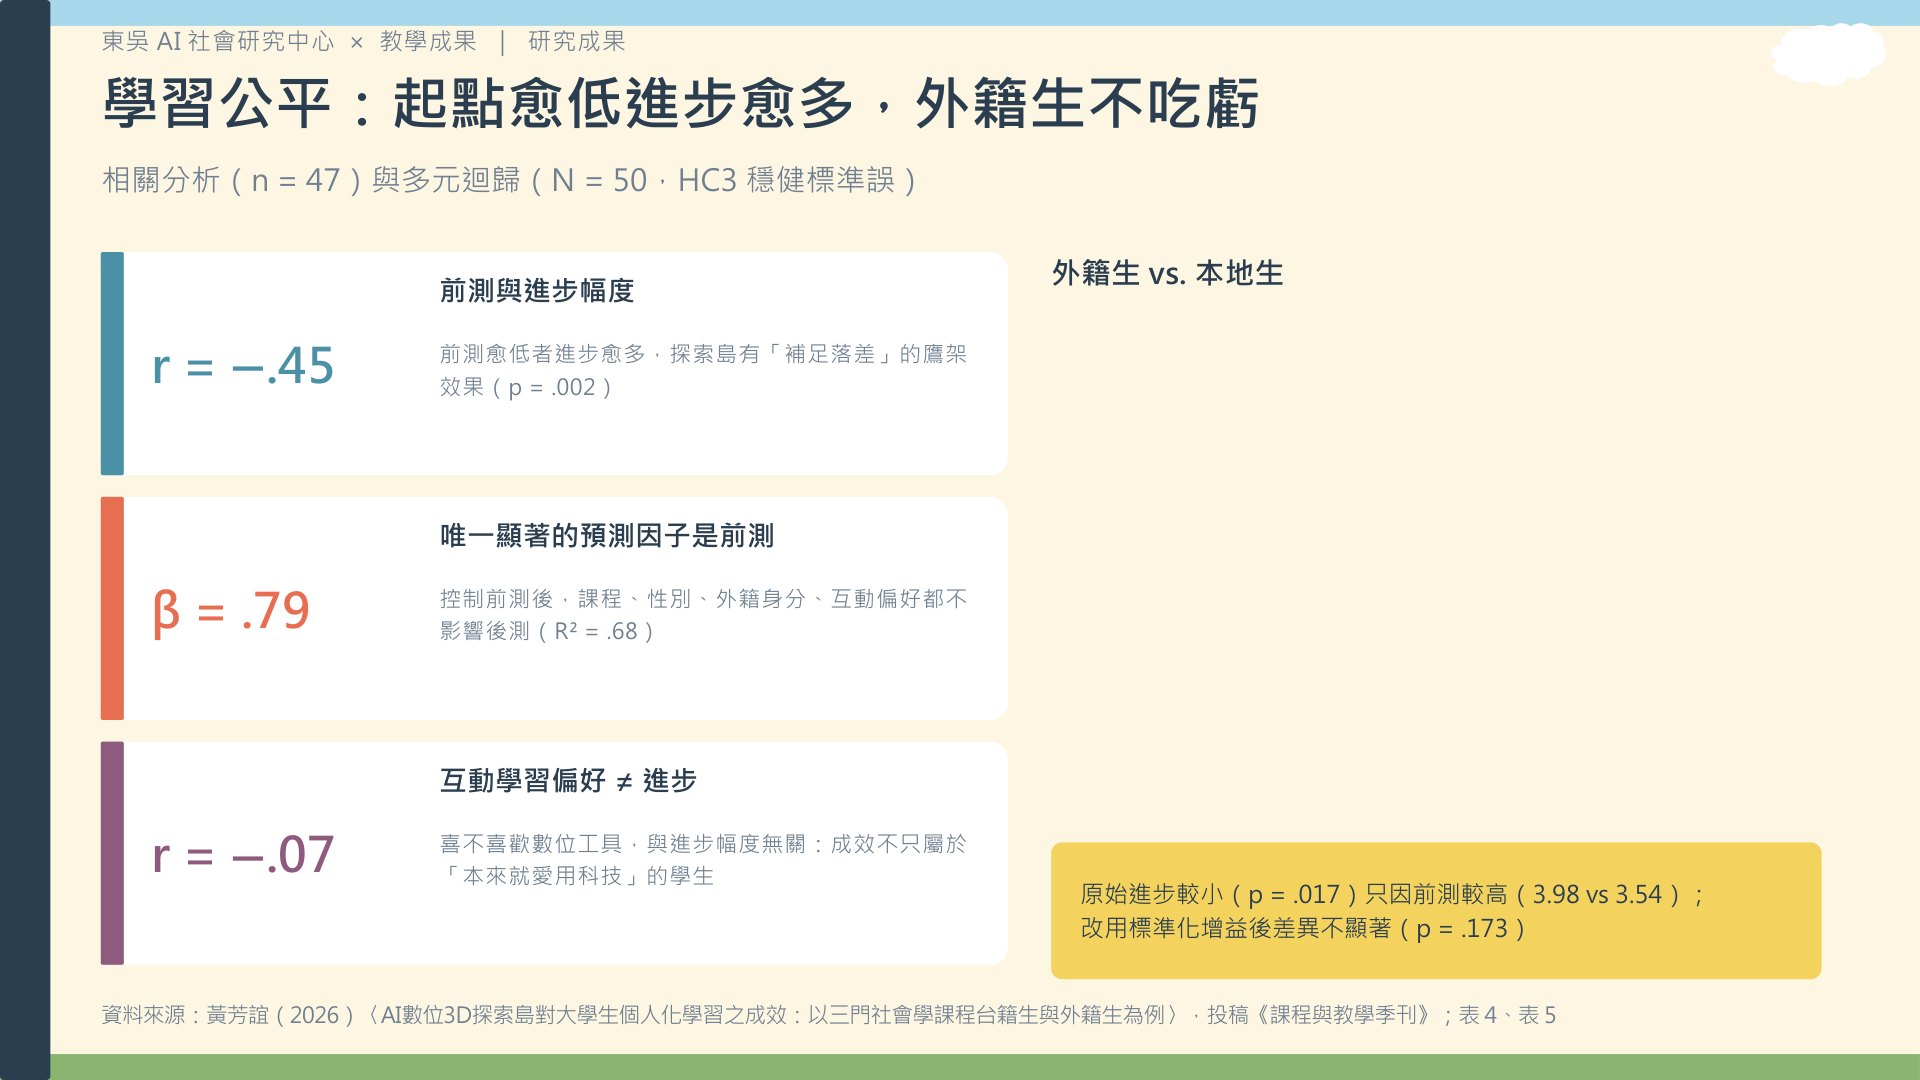 東吳 AI 社會研究中心 × 教學成果 ｜ 研究成果
學習公平：起點愈低進步愈多，外籍生不吃虧
相關分析（n = 47）與多元迴歸（N = 50，HC3 穩健標準誤）
r = −.45
前測與進步幅度
前測愈低者進步愈多，探索島有「補足落差」的鷹架
效果（p = .002）
β = .79
唯一顯著的預測因子是前測
控制前測後，課程、性別、外籍身分、互動偏好都不
影響後測（R² = .68）
r = −.07
互動學習偏好 ≠ 進步
喜不喜歡數位工具，與進步幅度無關：成效不只屬於
「本來就愛用科技」的學生
外籍生 vs. 本地生
原始進步較小（p = .017）只因前測較高（3.98 vs 3.54）；
改用標準化增益後差異不顯著（p = .173）
資料來源：黃芳誼（2026）〈AI數位3D探索島對大學生個人化學習之成效：以三門社會學課程台籍生與外籍生為例〉，投稿《課程與教學季刊》；表 4、表 5